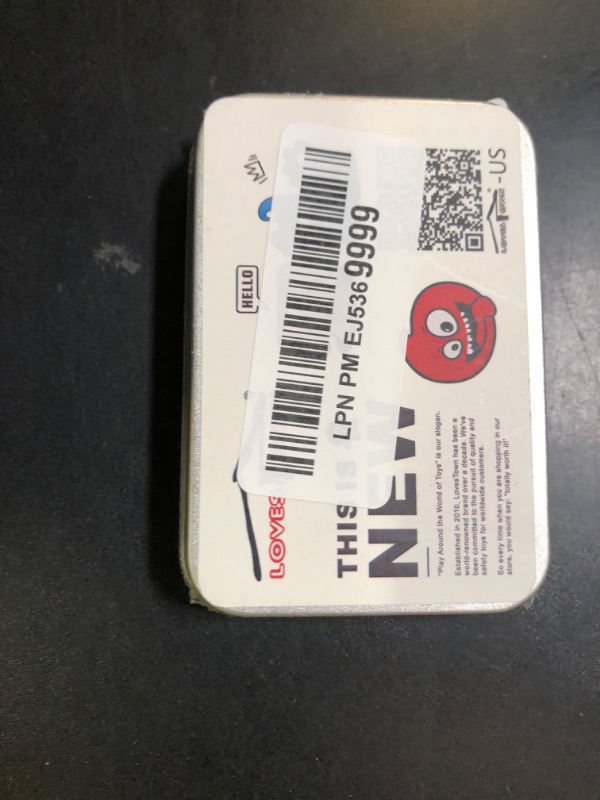 HELLO
LOVES
THIS IS
NEW
LPN PM EJ5369999
"Play Around the World of Toys" is our slogan.
Established in 2010, LovesTown has been a
world-renowned brand over a decade. We've
been committed to the pursuit of quality and
safety toys for worldwide customers.
So every time when you are shopping in our
store, you would say: "totally worth it!"
-US